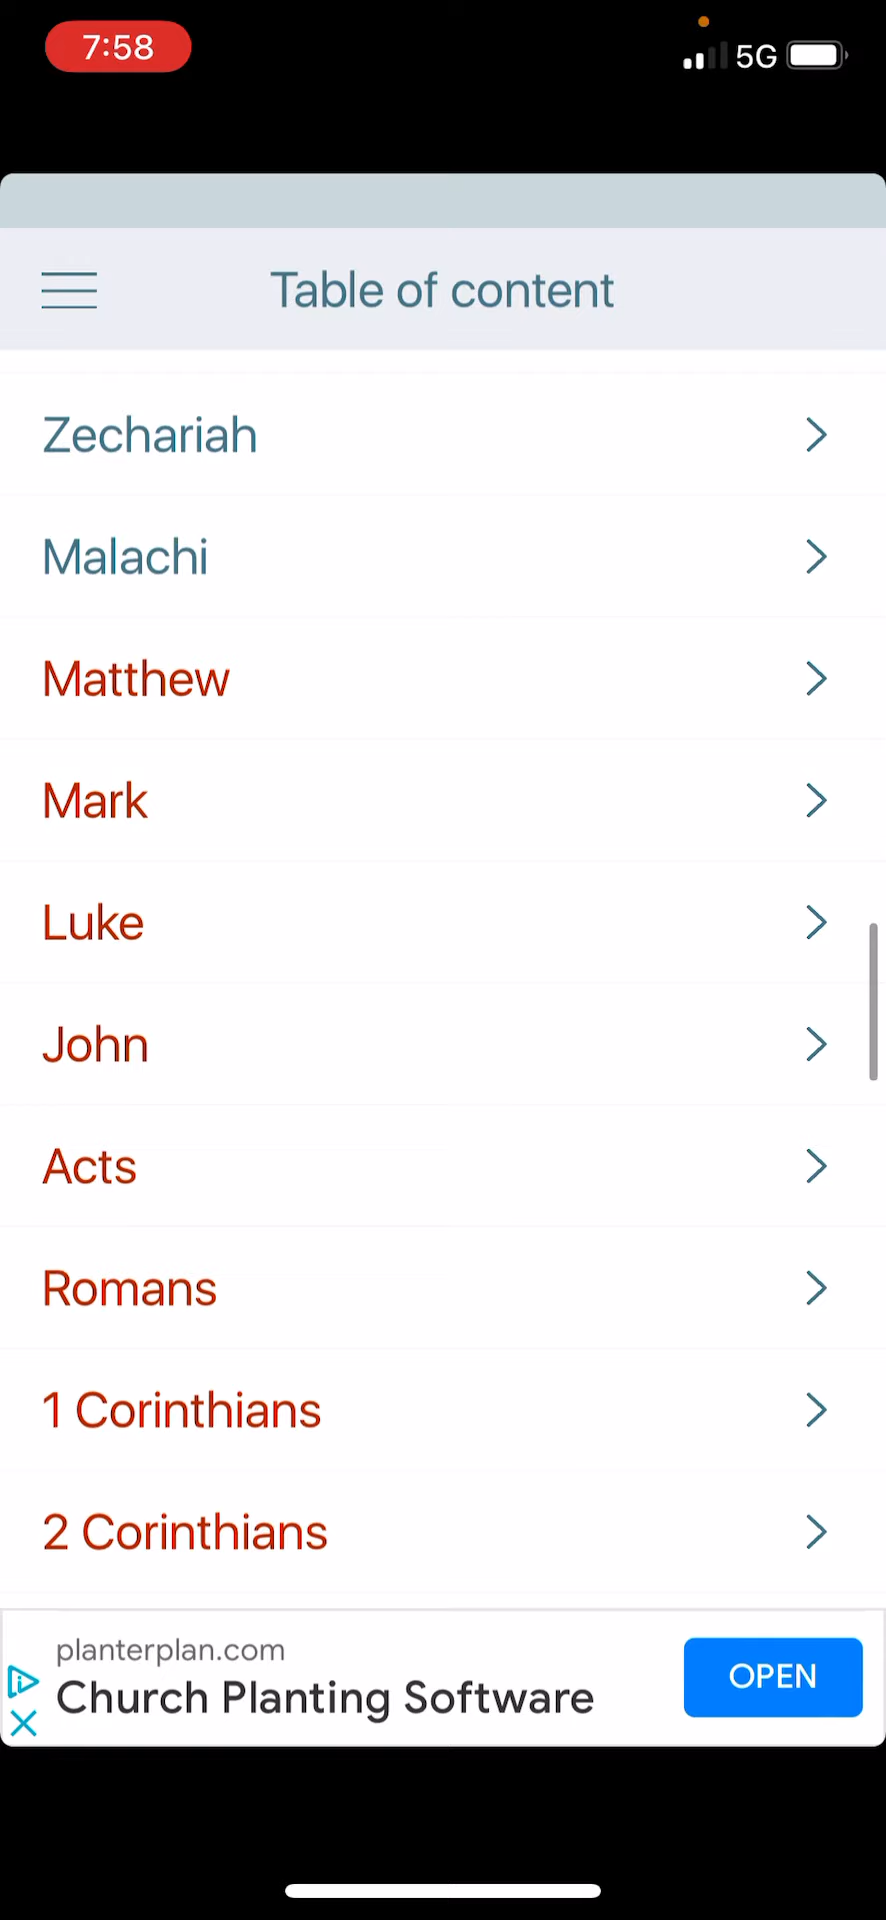 7:58
5G
Table of content
Zechariah
Malachi
Matthew
Mark
Luke
John
Acts
Romans
1 Corinthians
2 Corinthians
planterplan.com
Church Planting Software
OPEN